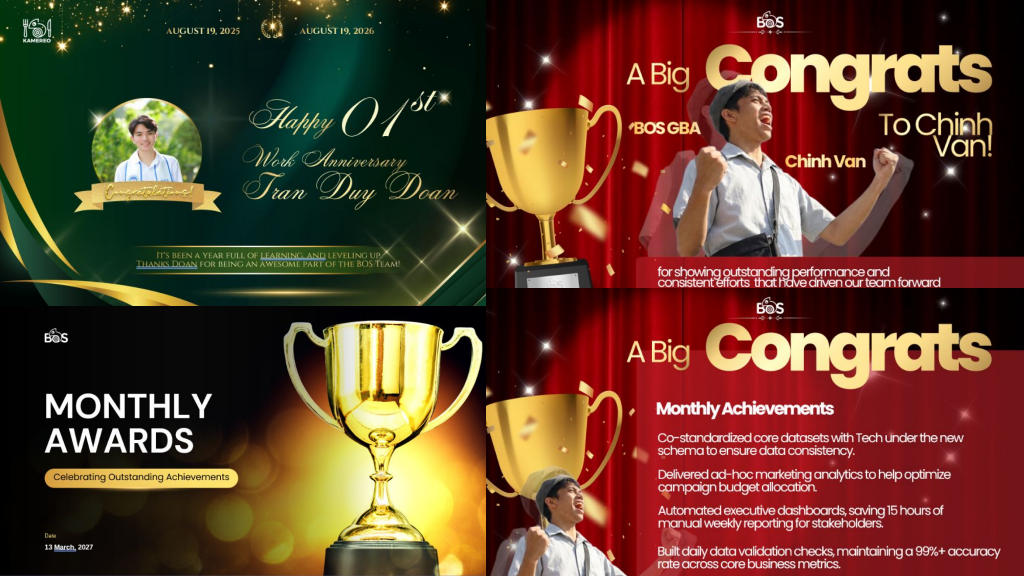 KAMEREO
AUGUST 19, 2025
AUGUST 19, 2026
Happy 01st
Work Anniversary
Tran Duy Doan
Congratulations!
IT'S BEEN A YEAR FULL OF LEARNING, AND LEVELING UP.
THANKS DOAN FOR BEING AN AWESOME PART OF THE BOS TEAM!
BOS
A Big Congrats
To Chinh
Van!
*BOS GBA
Chinh Van
for showing outstanding performance and
consistent efforts that have driven our team forward
BOS
MONTHLY
AWARDS
Celebrating Outstanding Achievements
Date
13 March, 2027
BOS
A Big Congrats
Monthly Achievements
Co-standardized core datasets with Tech under the new
schema to ensure data consistency.
Delivered ad-hoc marketing analytics to help optimize
campaign budget allocation.
Automated executive dashboards, saving 15 hours of
manual weekly reporting for stakeholders.
Built daily data validation checks, maintaining a 99%+ accuracy
rate across core business metrics.